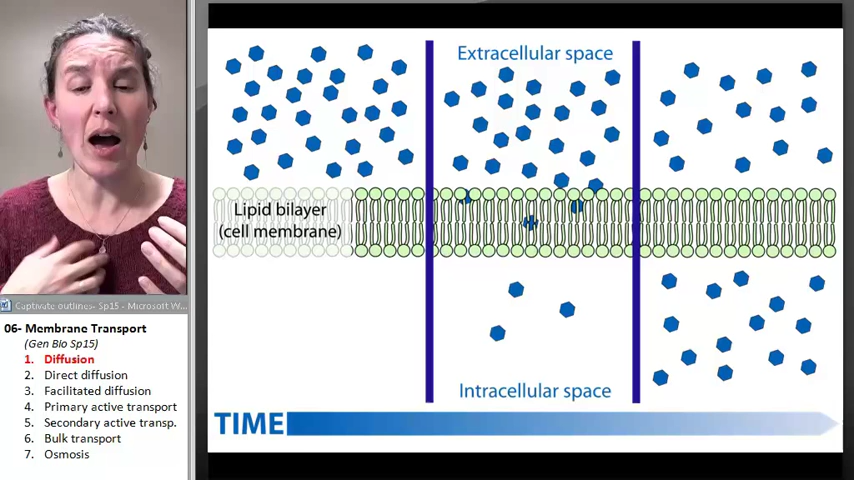 Extracellular space
Lipid bilayer
(cell membrane)
Intracellular space
TIME
Captivate outlines- Sp15 - Microsoft W...
06- Membrane Transport
(Gen Bio Sp15)
1. Diffusion
2. Direct diffusion
3. Facilitated diffusion
4. Primary active transport
5. Secondary active transp.
6. Bulk transport
7. Osmosis